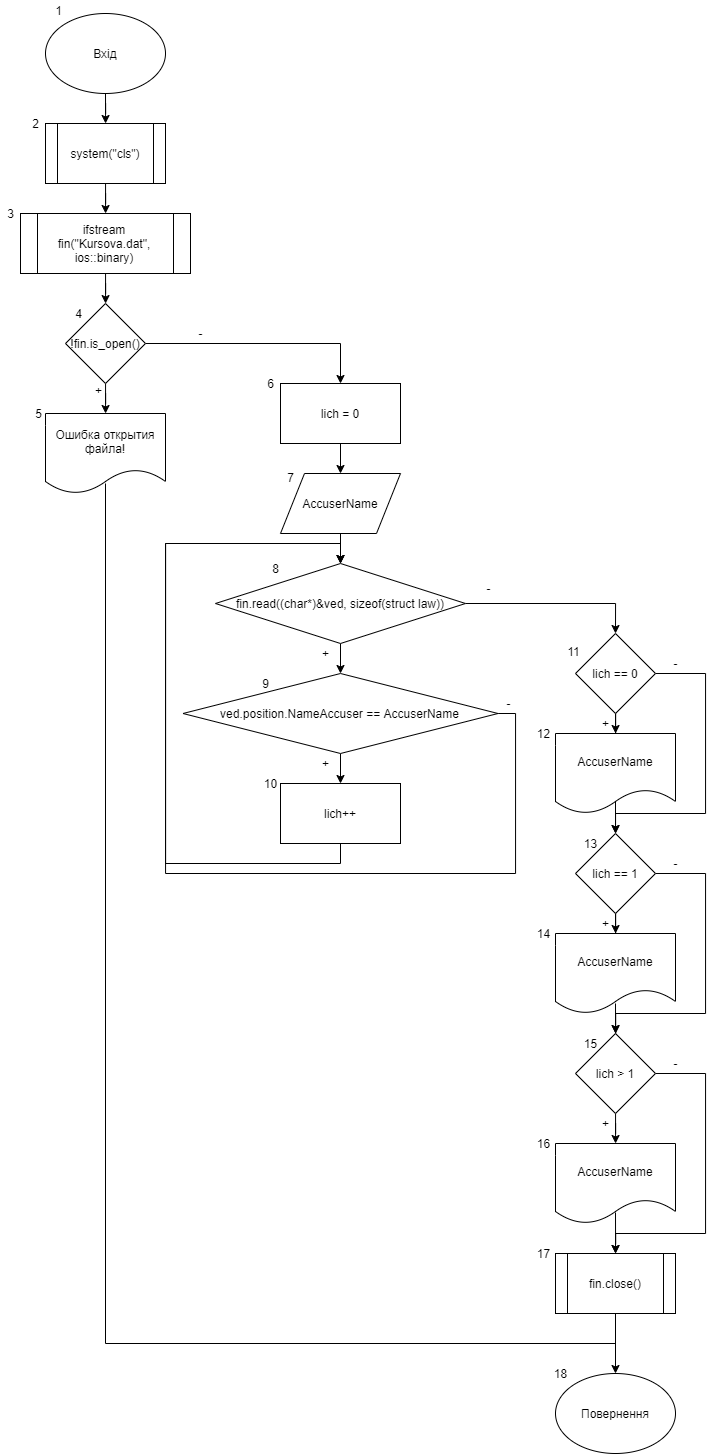 1
Вхід
2
system("cls")
3
ifstream
fin("Kursova.dat",
ios::binary)
4
!fin.is_open()
-
+
5
Ошибка открытия
файла!
6
lich = 0
7
AccuserName
8
fin.read((char*)&ved, sizeof(struct law))
-
+
9
ved.position.NameAccuser == AccuserName
-
+
10
lich++
11
lich == 0
-
+
12
AccuserName
13
lich == 1
-
+
14
AccuserName
15
lich > 1
-
+
16
AccuserName
17
fin.close()
18
Повернення